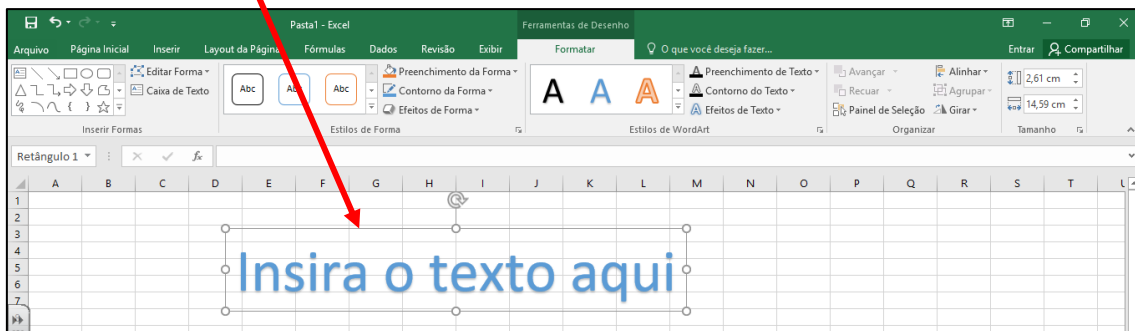 Pasta1 - Excel
Ferramentas de Desenho
Arquivo Página Inicial Inserir Layout da Página Fórmulas Dados Revisão Exibir Formatar O que você deseja fazer... Entrar Compartilhar
Editar Forma
Caixa de Texto
Inserir Formas
Abc Abc Abc
Preenchimento da Forma
Contorno da Forma
Efeitos de Forma
Estilos de Forma
A A A
Preenchimento de Texto
Contorno do Texto
Efeitos de Texto
Estilos de WordArt
Avançar
Recuar
Painel de Seleção
Alinhar
Agrupar
Girar
Organizar
2,61 cm
14,59 cm
Tamanho
Retângulo 1 fx
A B C D E F G H I J K L M N O P Q R S T U
1
2
3
4
5
6
7
Insira o texto aqui